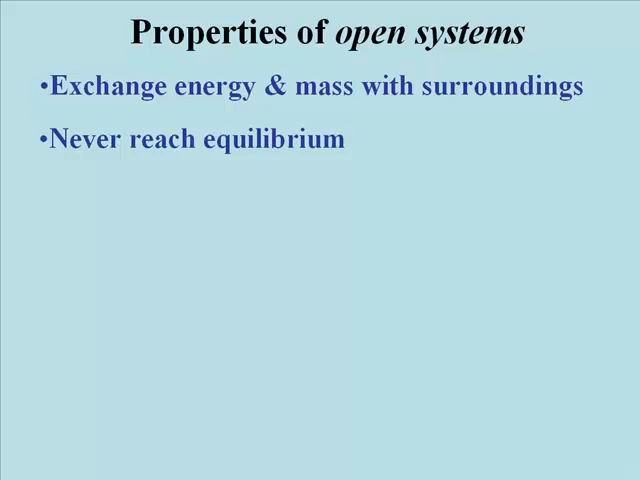 Properties of open systems
•Exchange energy & mass with surroundings
•Never reach equilibrium